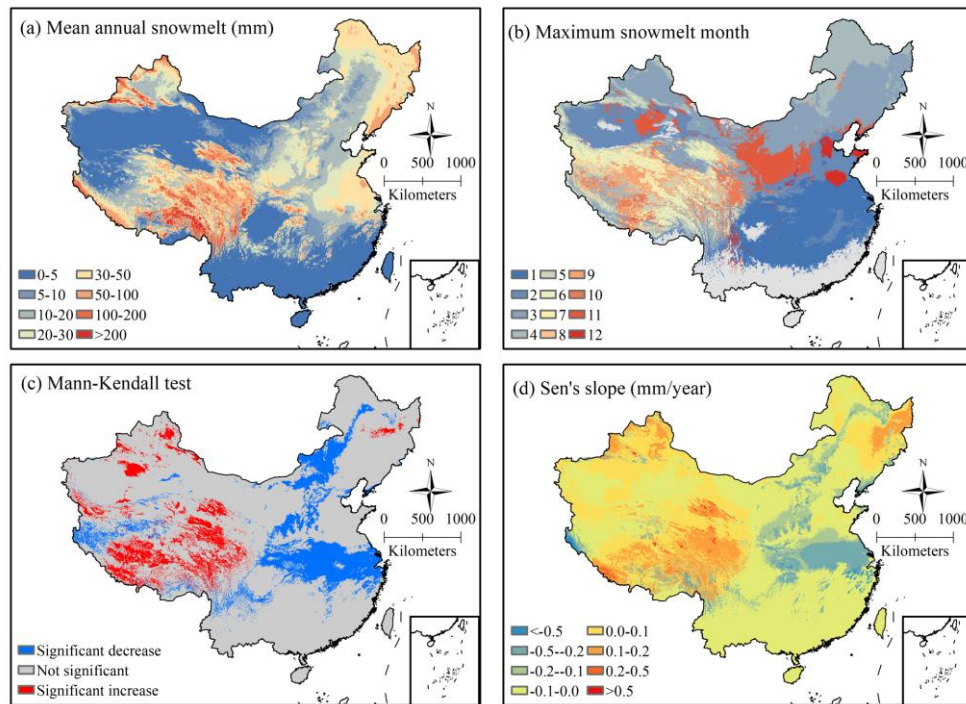 (a) Mean annual snowmelt (mm)
N
0 500 1000
Kilometers
0-5 30-50
5-10 50-100
10-20 100-200
20-30 >200
(b) Maximum snowmelt month
N
0 500 1000
Kilometers
1 5 9
2 6 10
3 7 11
4 8 12
(c) Mann-Kendall test
N
0 500 1000
Kilometers
Significant decrease
Not significant
Significant increase
(d) Sen's slope (mm/year)
N
0 500 1000
Kilometers
<-0.5 0.0-0.1
-0.5--0.2 0.1-0.2
-0.2--0.1 0.2-0.5
-0.1-0.0 >0.5